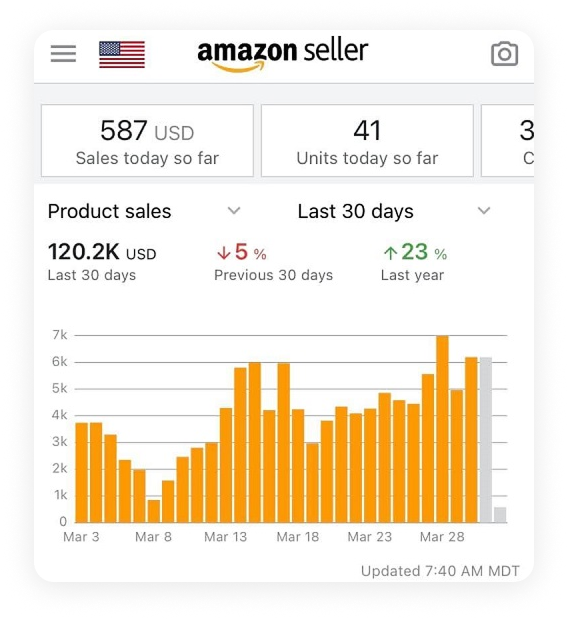 amazon seller
587 USD
Sales today so far
41
Units today so far
3
C
Product sales
Last 30 days
120.2K USD
Last 30 days
↓5 %
Previous 30 days
↑23 %
Last year
7k
6k
5k
4k
3k
2k
1k
0
Mar 3 Mar 8 Mar 13 Mar 18 Mar 23 Mar 28
Updated 7:40 AM MDT